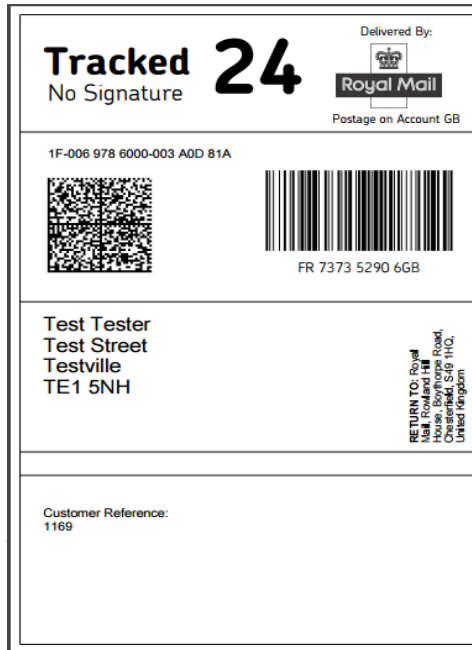 Tracked 24
No Signature
Delivered By:
Royal Mail
Postage on Account GB
1F-006 978 6000-003 A0D 81A
FR 7373 5290 6GB
Test Tester
Test Street
Testville
TE1 5NH
RETURN TO: Royal
Mail, Rowland Hill
House, Boythorpe Road,
Chesterfield, S49 1HQ,
United Kingdom
Customer Reference:
1169